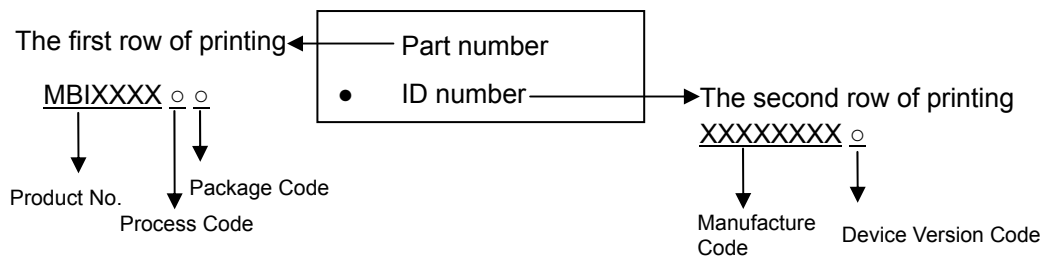 The first row of printing
MBIXXXX ○ ○
Product No.
Process Code
Package Code
Part number
● ID number
The second row of printing
XXXXXXXX ○
Manufacture
Code
Device Version Code